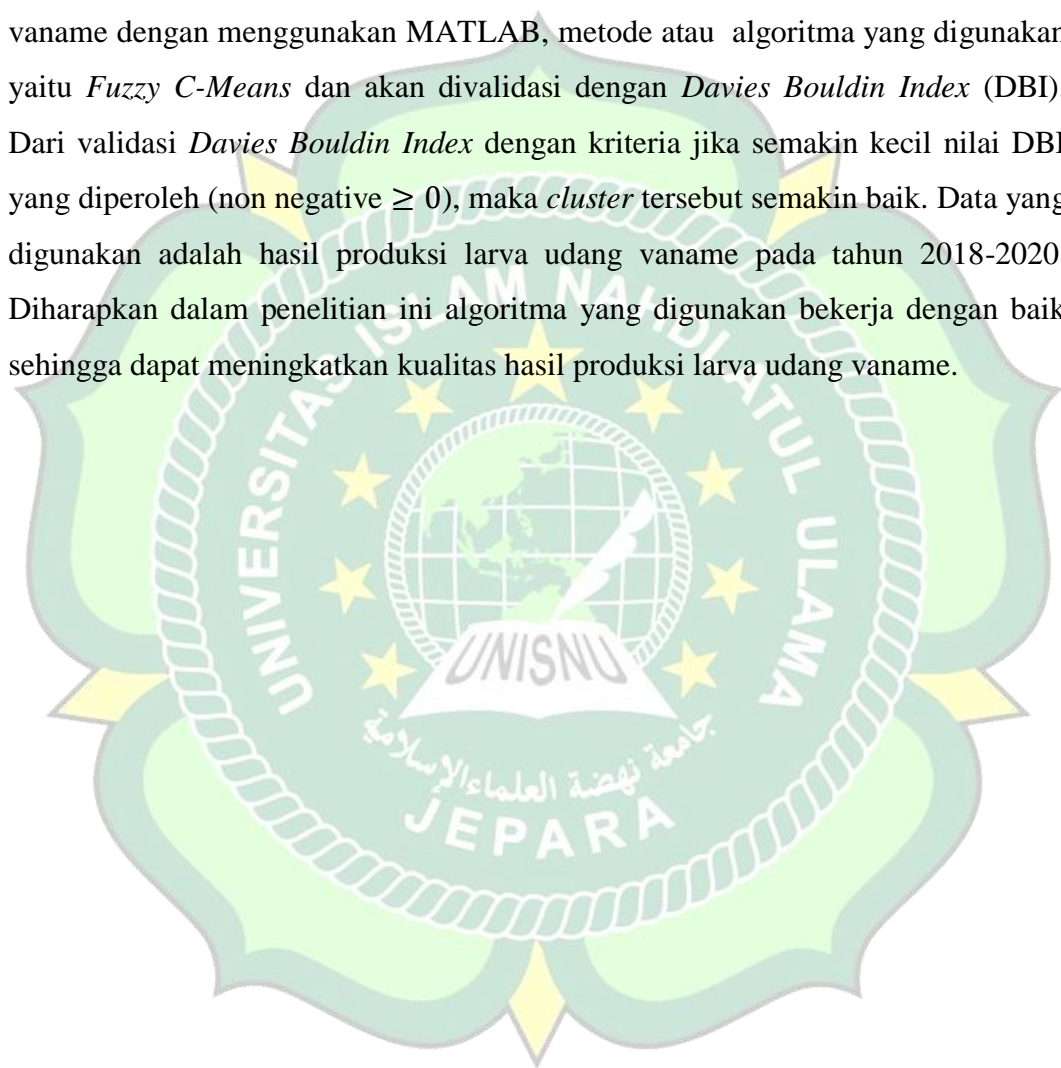 vaname dengan menggunakan MATLAB, metode atau algoritma yang digunakan
yaitu Fuzzy C-Means dan akan divalidasi dengan Davies Bouldin Index (DBI)
Dari validasi Davies Bouldin Index dengan kriteria jika semakin kecil nilai DBI
yang diperoleh (non negative ≥ 0), maka cluster tersebut semakin baik. Data yang
digunakan adalah hasil produksi larva udang vaname pada tahun 2018-2020
Diharapkan dalam penelitian ini algoritma yang digunakan bekerja dengan baik
sehingga dapat meningkatkan kualitas hasil produksi larva udang vaname.
UNIVERSITAS ISLAM NAHDLATUL ULAMA
UNISNU
جامعة نهضة العلماء الإسلامية
JEPARA